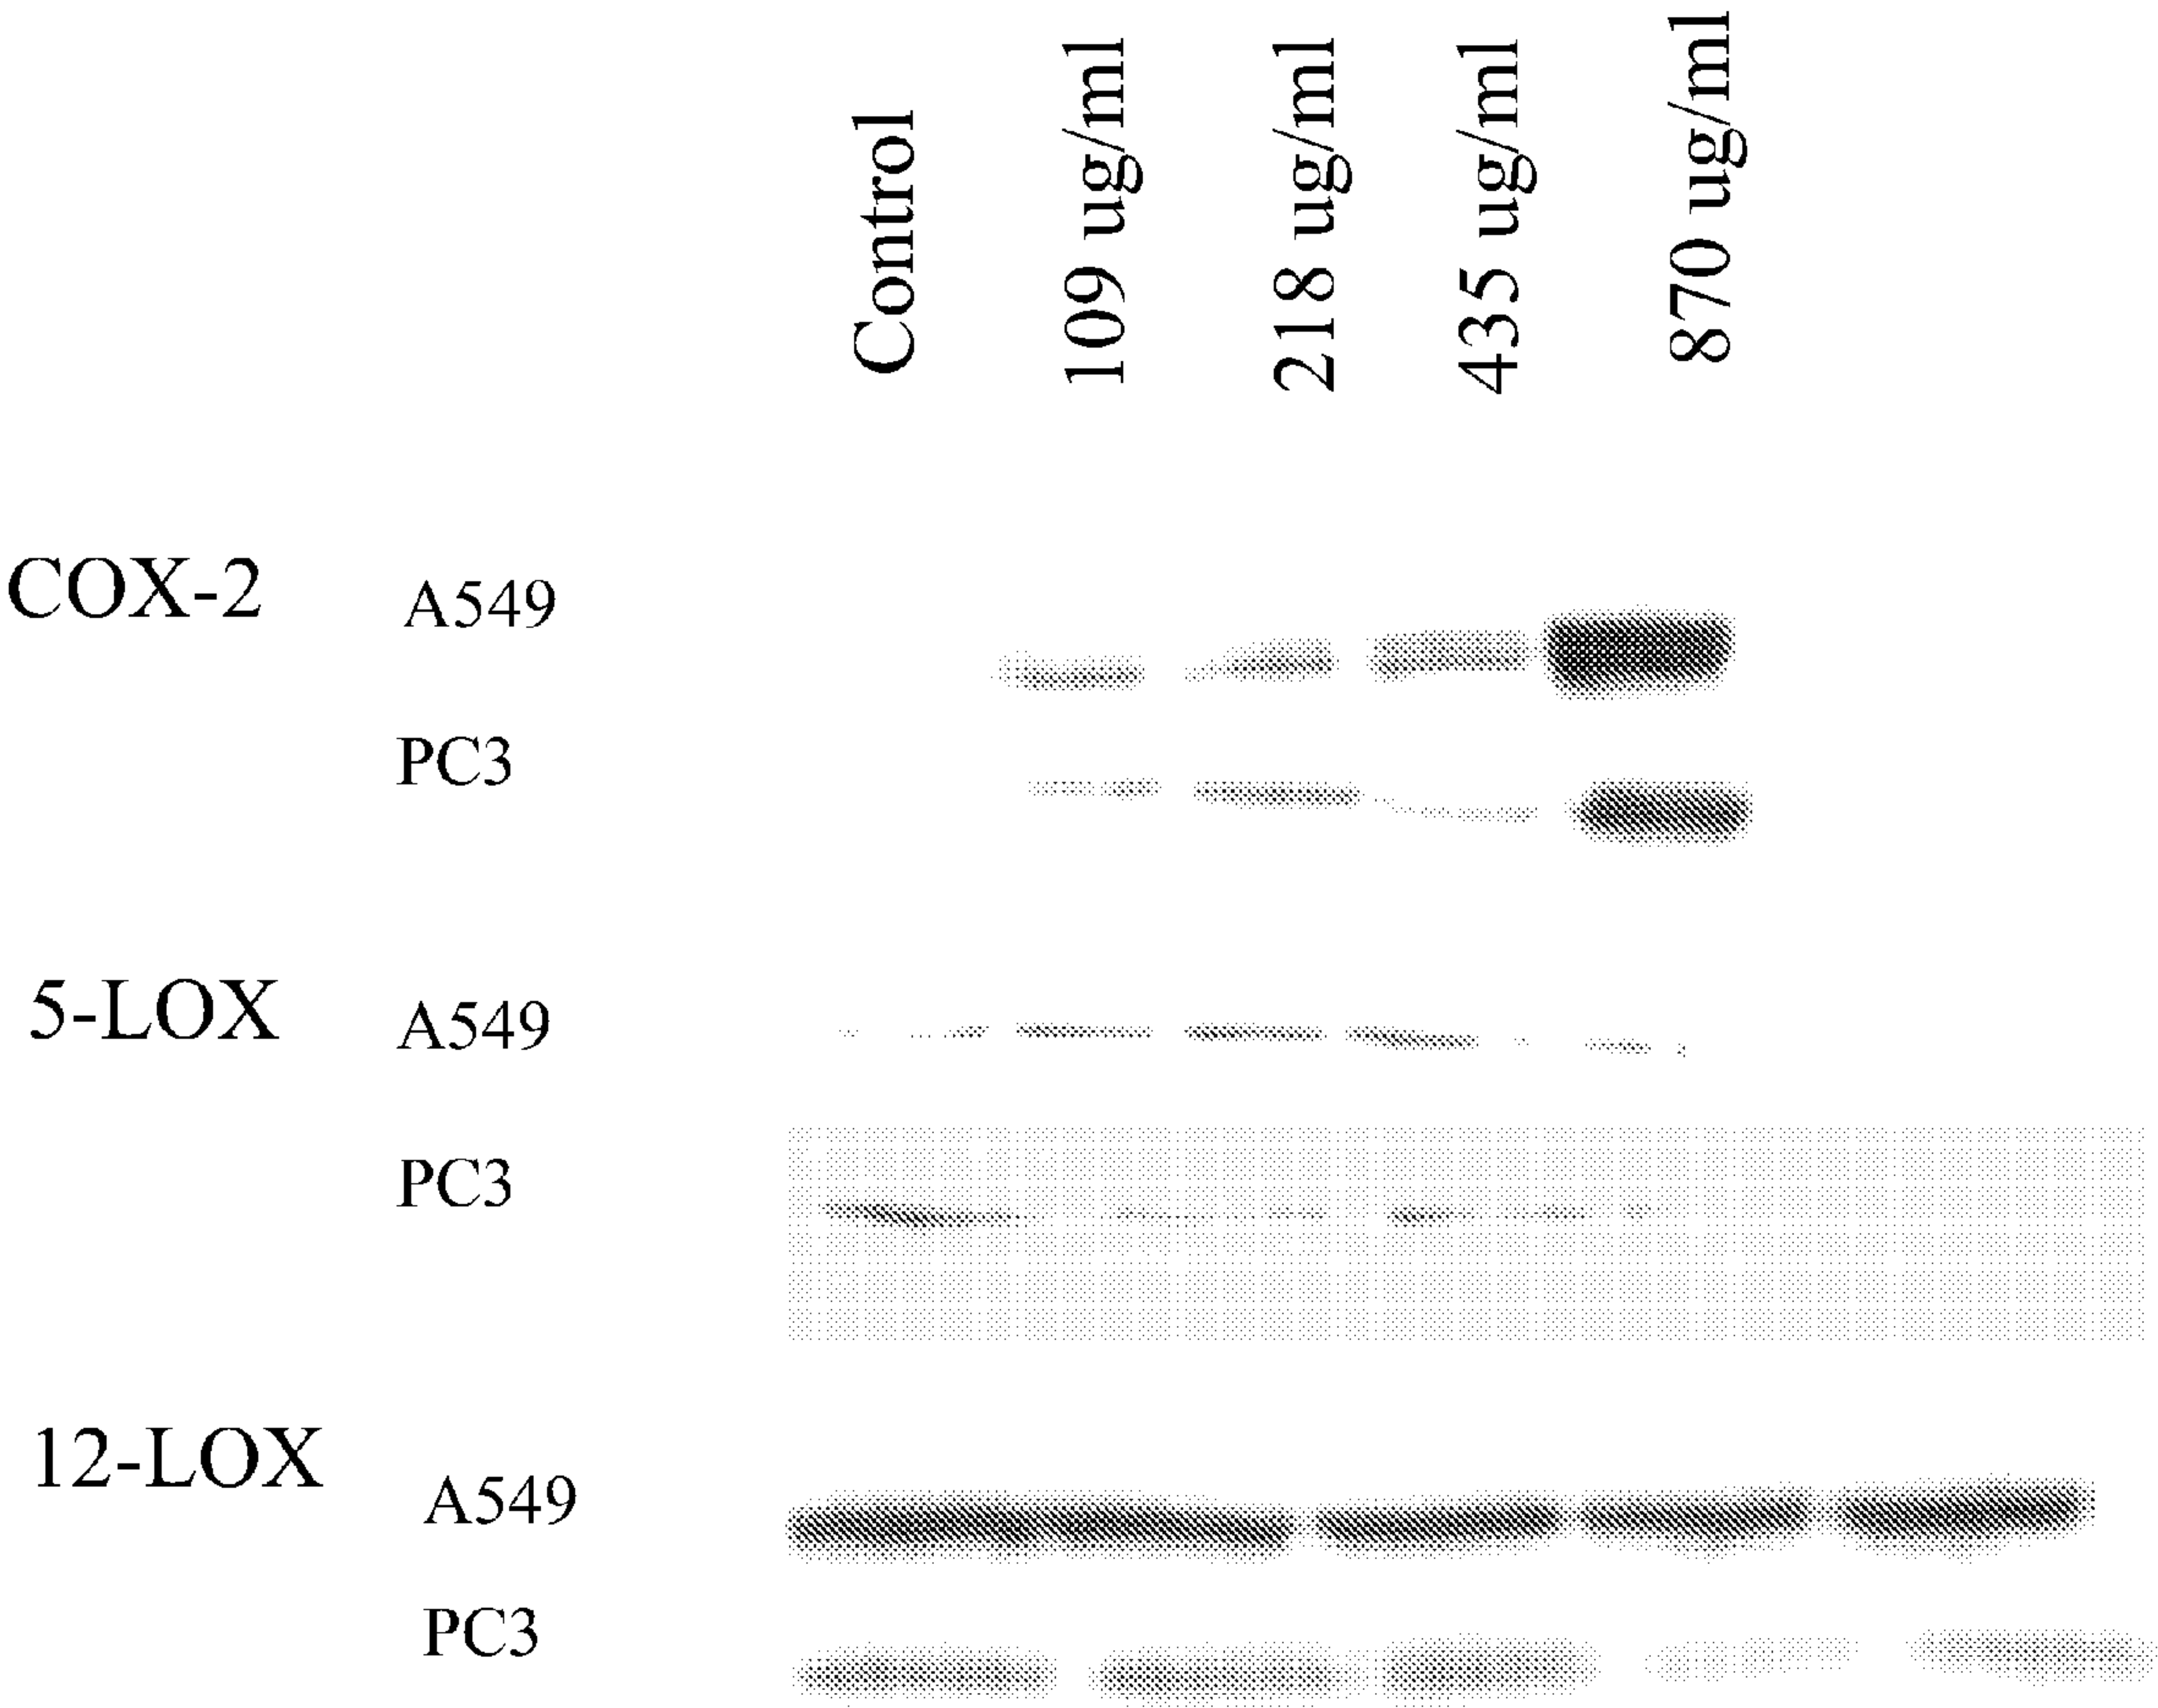 Control
109 ug/ml
218 ug/ml
435 ug/ml
870 ug/ml
COX-2
A549
PC3
5-LOX
A549
PC3
12-LOX
A549
PC3